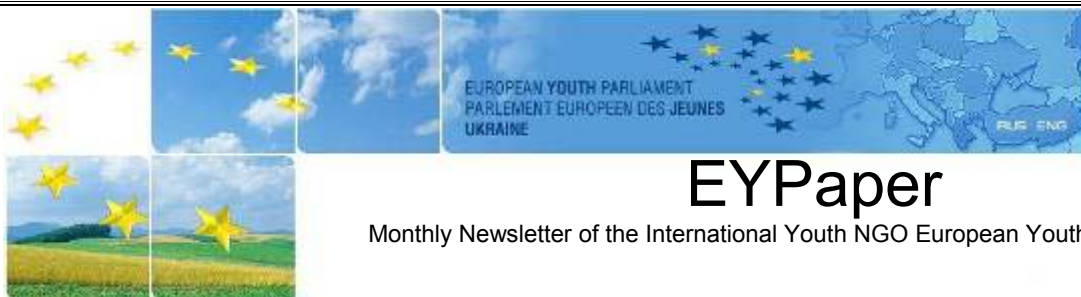 EUROPEAN YOUTH PARLIAMENT
PARLEMENT EUROPEEN DES JEUNES
UKRAINE
RUS ENG
EYPaper
Monthly Newsletter of the International Youth NGO European Youth